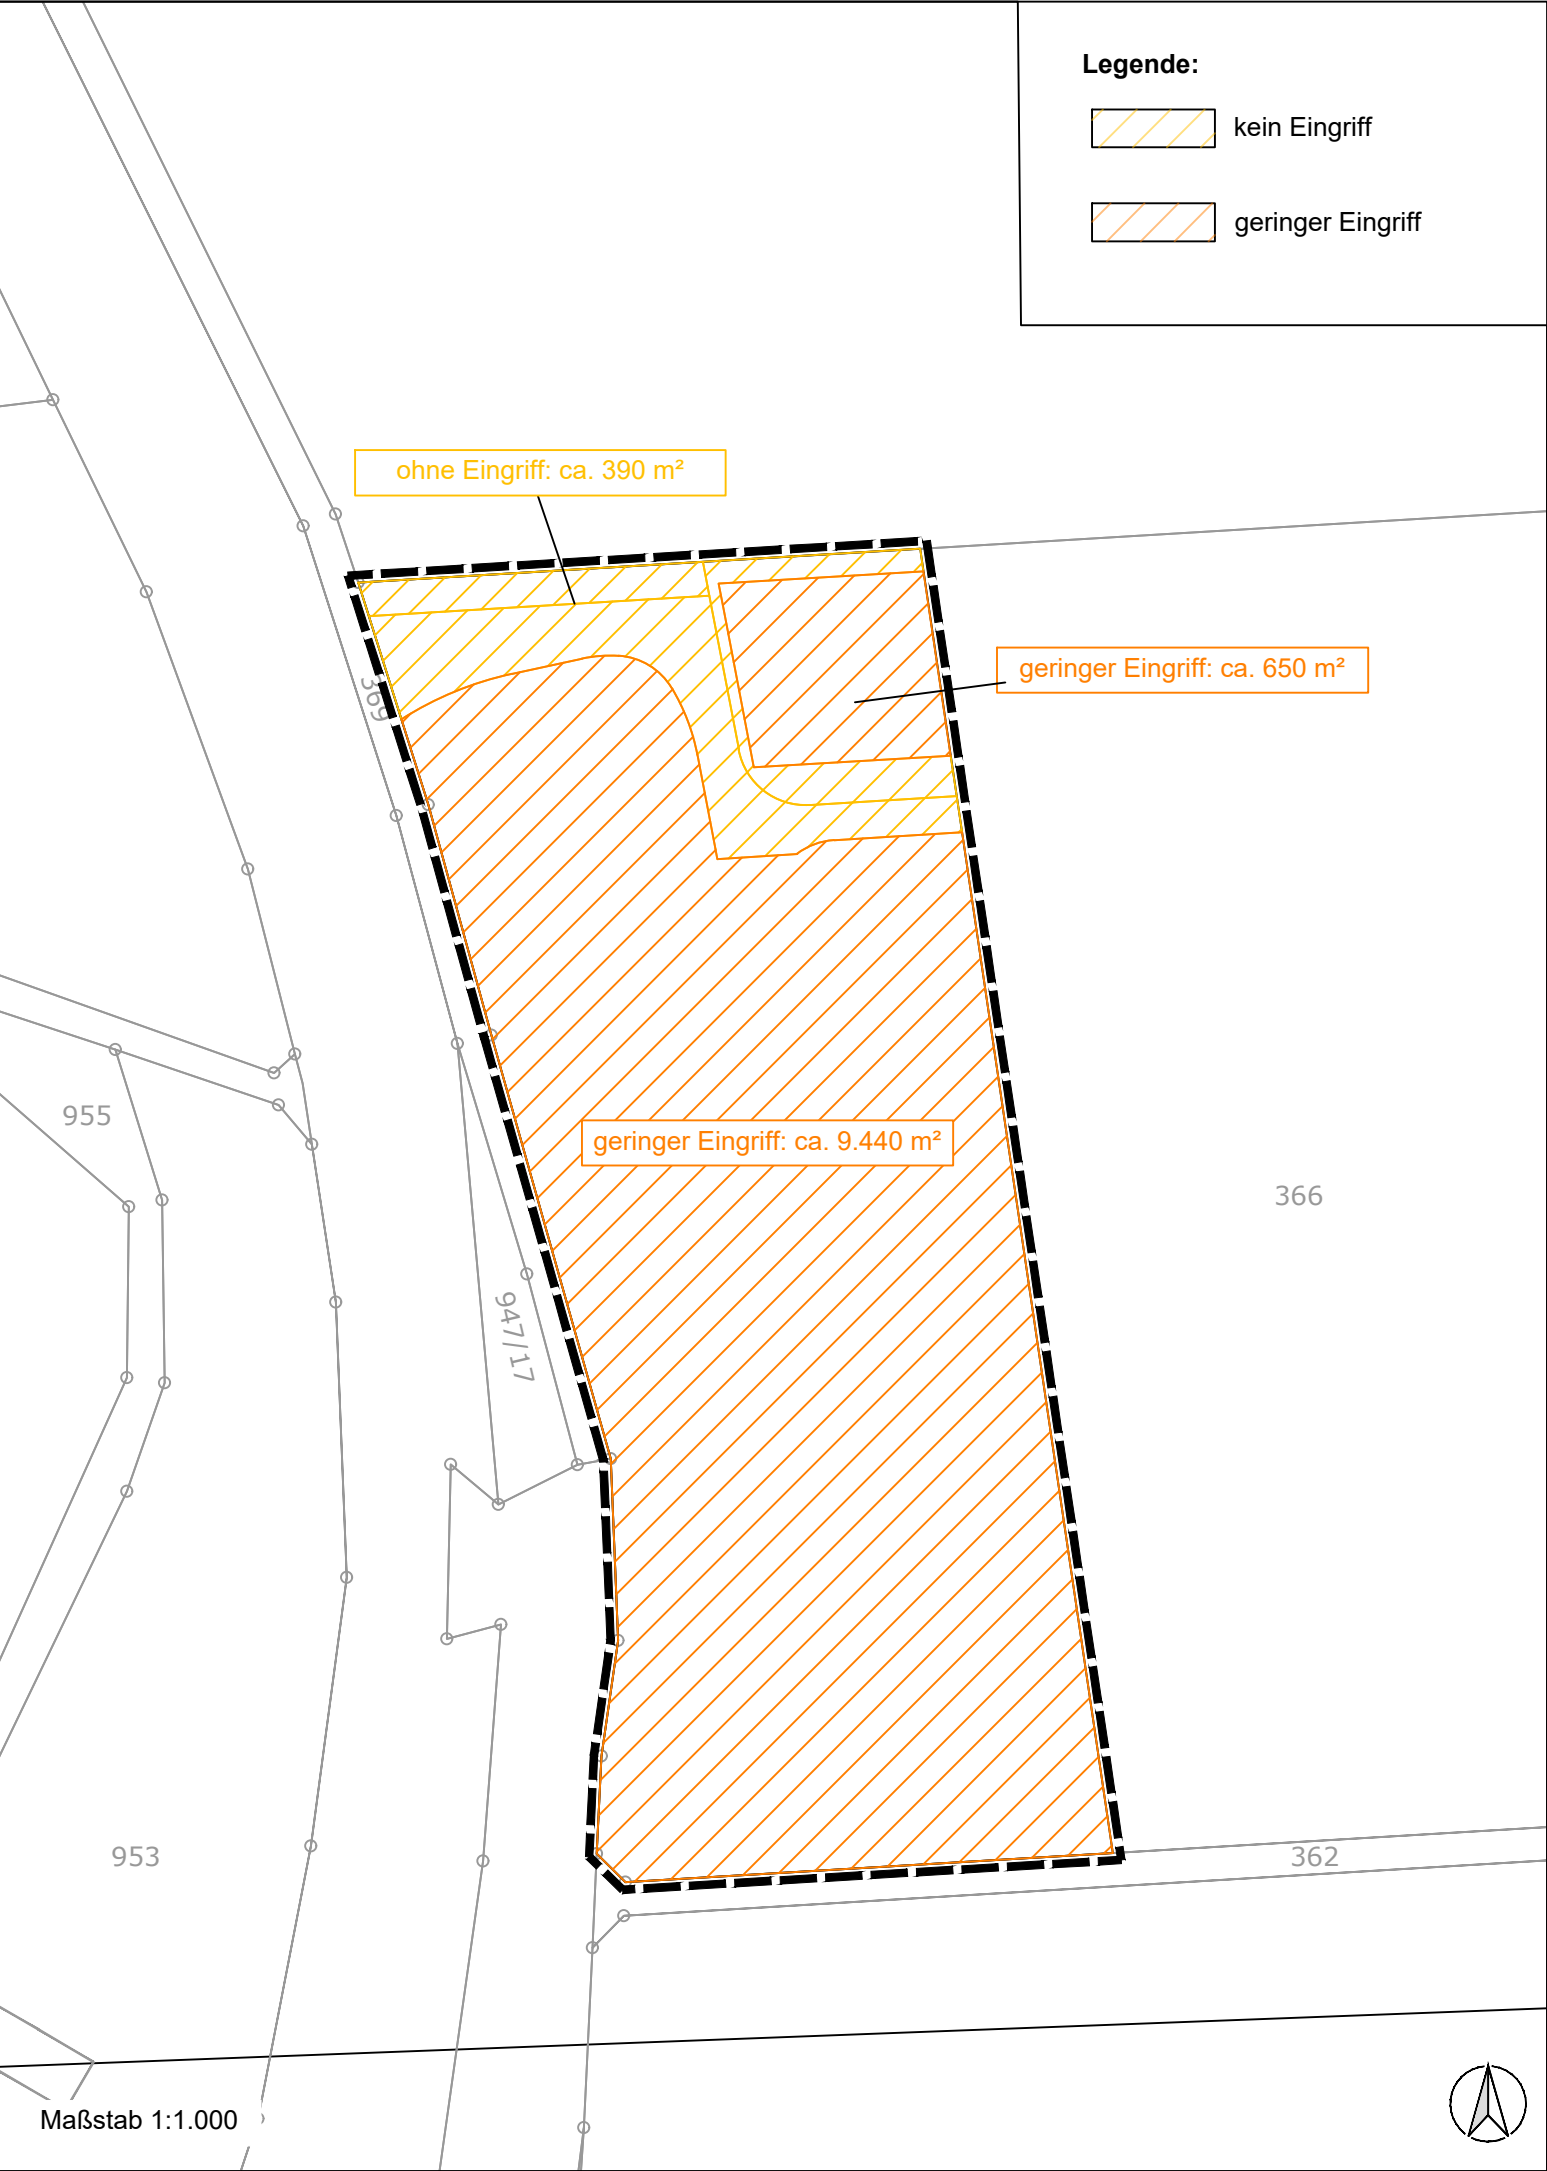 Legende:
kein Eingriff
geringer Eingriff
ohne Eingriff: ca. 390 m²
geringer Eingriff: ca. 650 m²
369
955
geringer Eingriff: ca. 9.440 m²
366
947/17
953
362
Maßstab 1:1.000